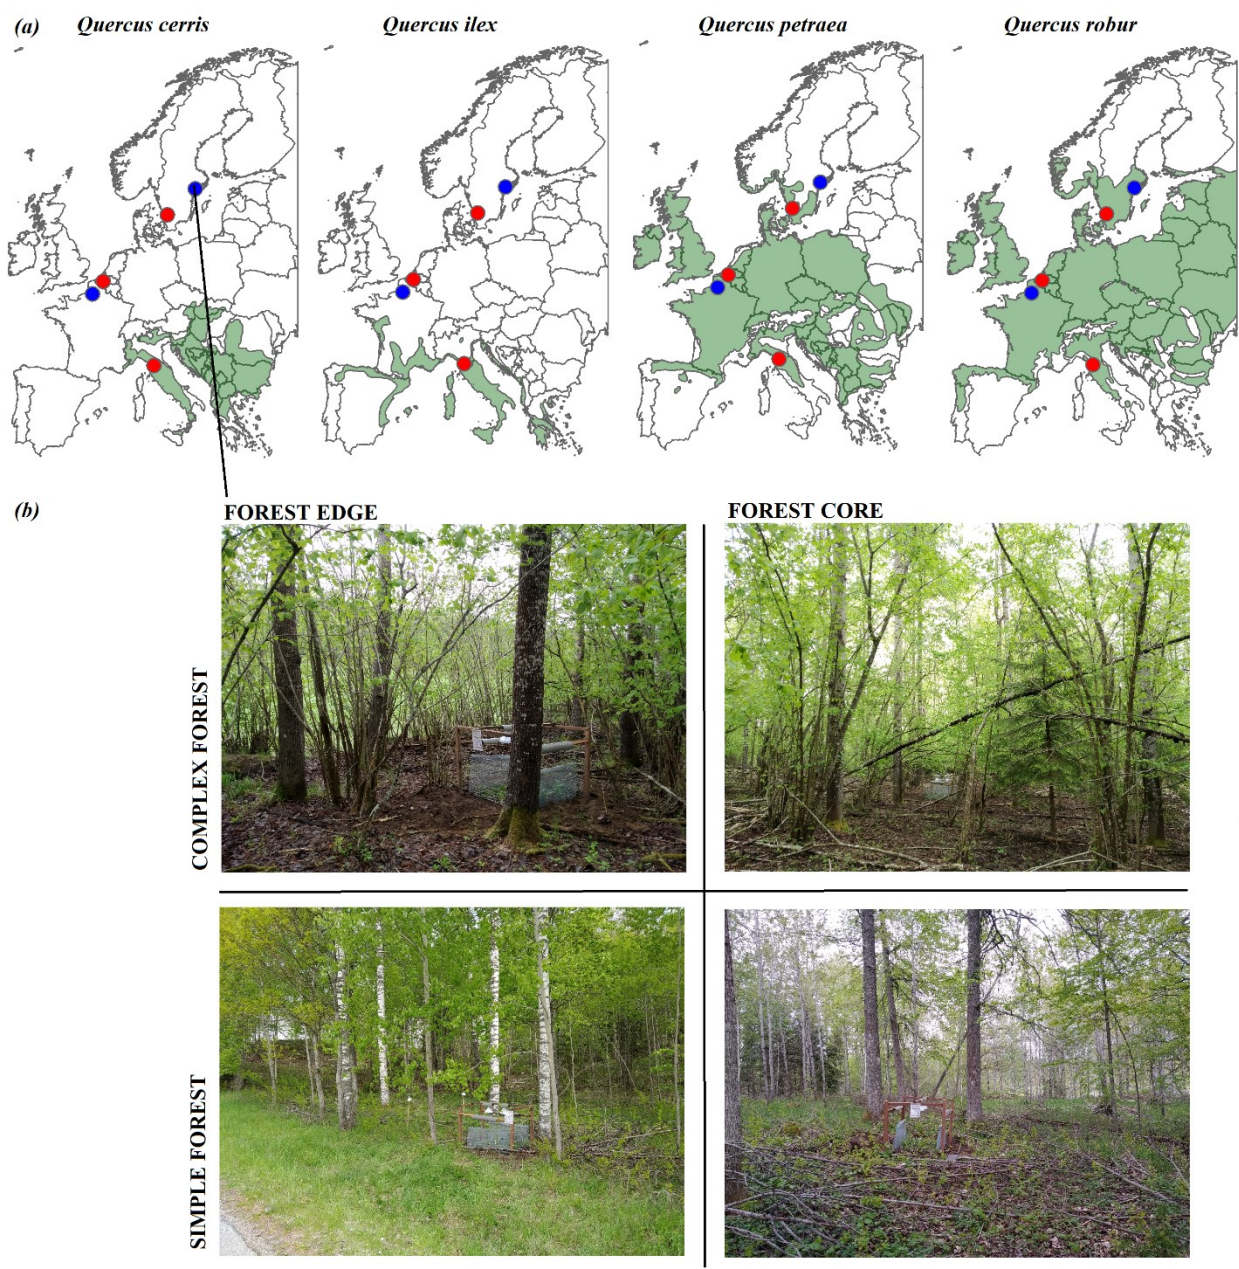 (a)
Quercus cerris
Quercus ilex
Quercus petraea
Quercus robur
(b)
FOREST EDGE
FOREST CORE
COMPLEX FOREST
SIMPLE FOREST